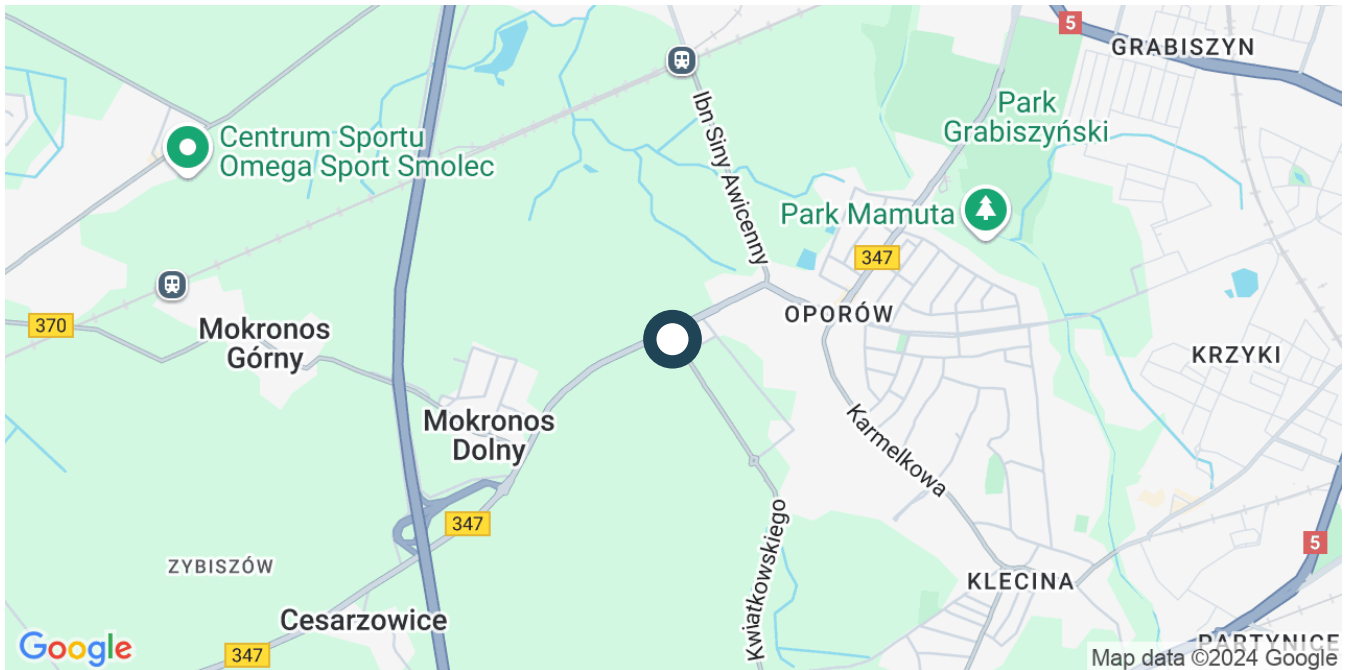 5
GRABISZYN
Park
Grabiszyński
Ibn Siny Awicenny
Centrum Sportu
Omega Sport Smolec
Park Mamuta
347
OPORÓW
370
Mokronos
Górny
KRZYKI
Mokronos
Dolny
Karmelkowa
347
5
Kwiatkowskiego
ZYBISZÓW
KLECINA
Cesarzowice
PARTYNICE
Google
347
Map data ©2024 Google